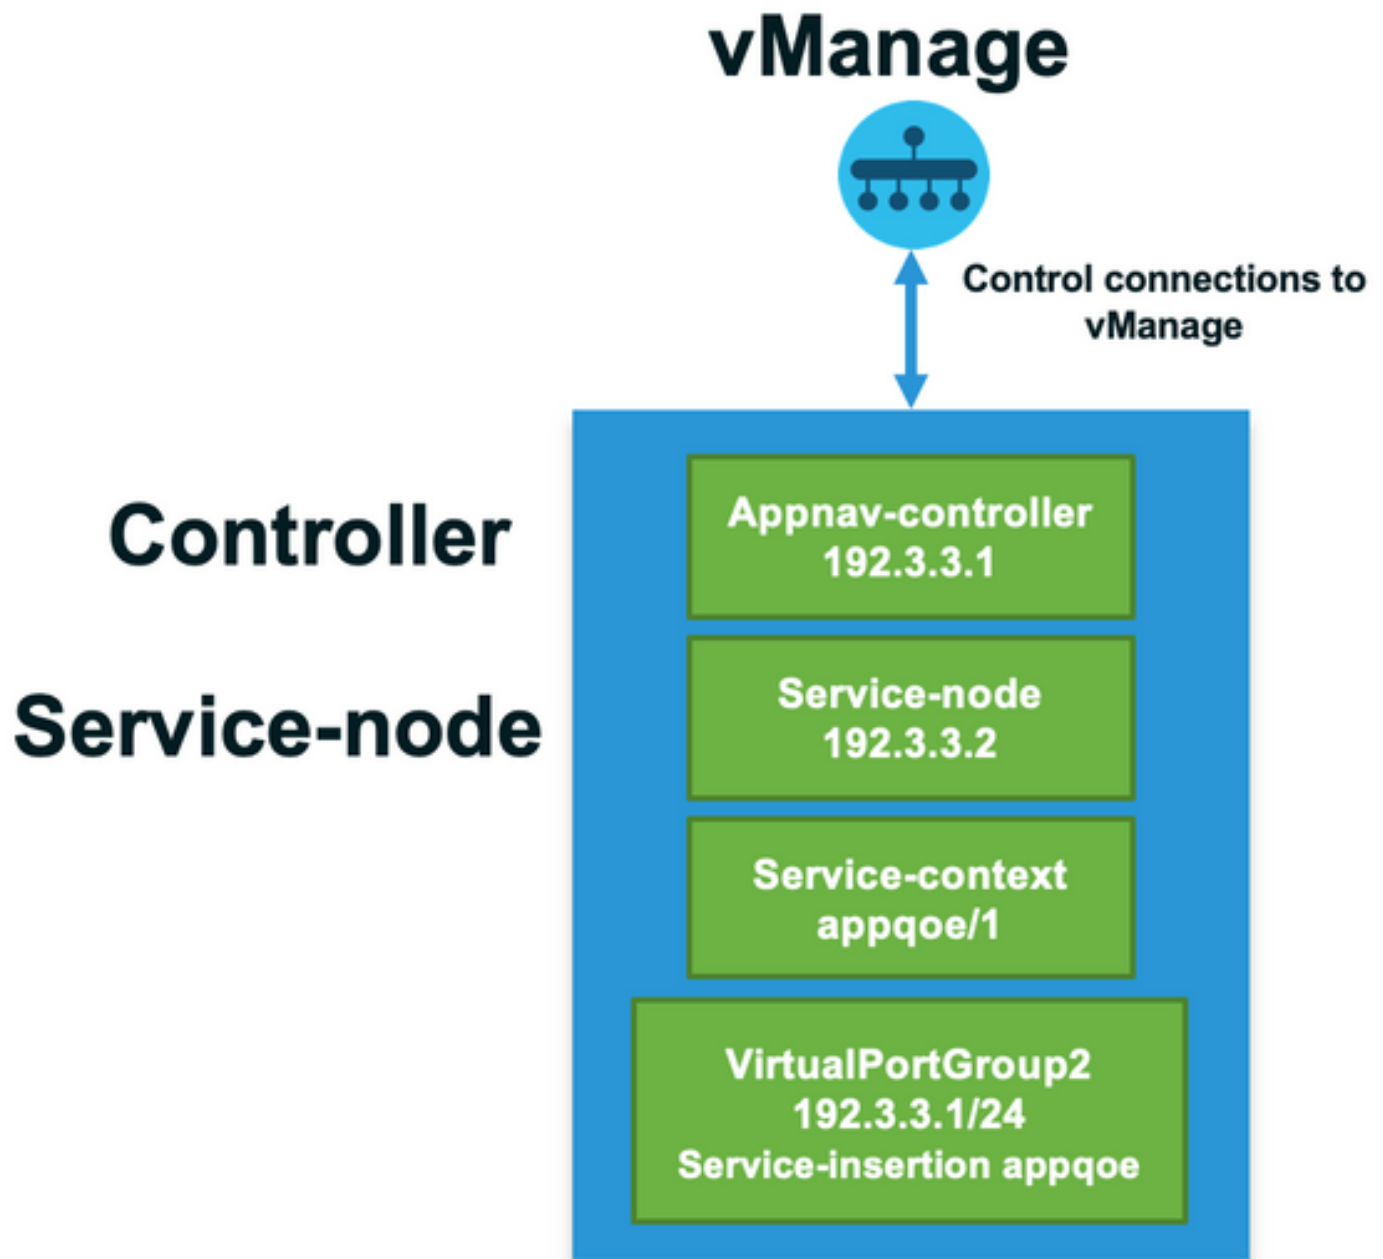 vManage
Control connections to
vManage
Controller
Appnav-controller
192.3.3.1
Service-node
Service-node
192.3.3.2
Service-context
appqoe/1
VirtualPortGroup2
192.3.3.1/24
Service-insertion appqoe